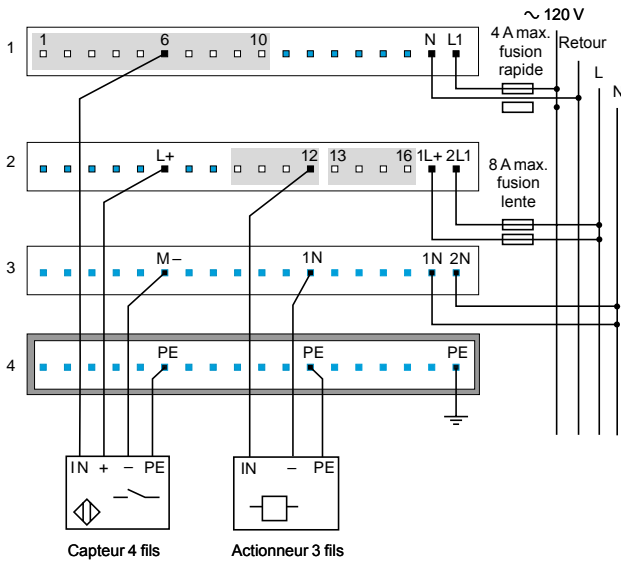 ~ 120 V
4 A max.
fusion
rapide
Retour
L
N
1
1 6 10 N L1
2
L+ 12 13 16 1L+ 2L1
8 A max.
fusion
lente
3
M– 1N 1N 2N
4
PE PE PE
IN + – PE
IN – PE
Capteur 4 fils
Actionneur 3 fils